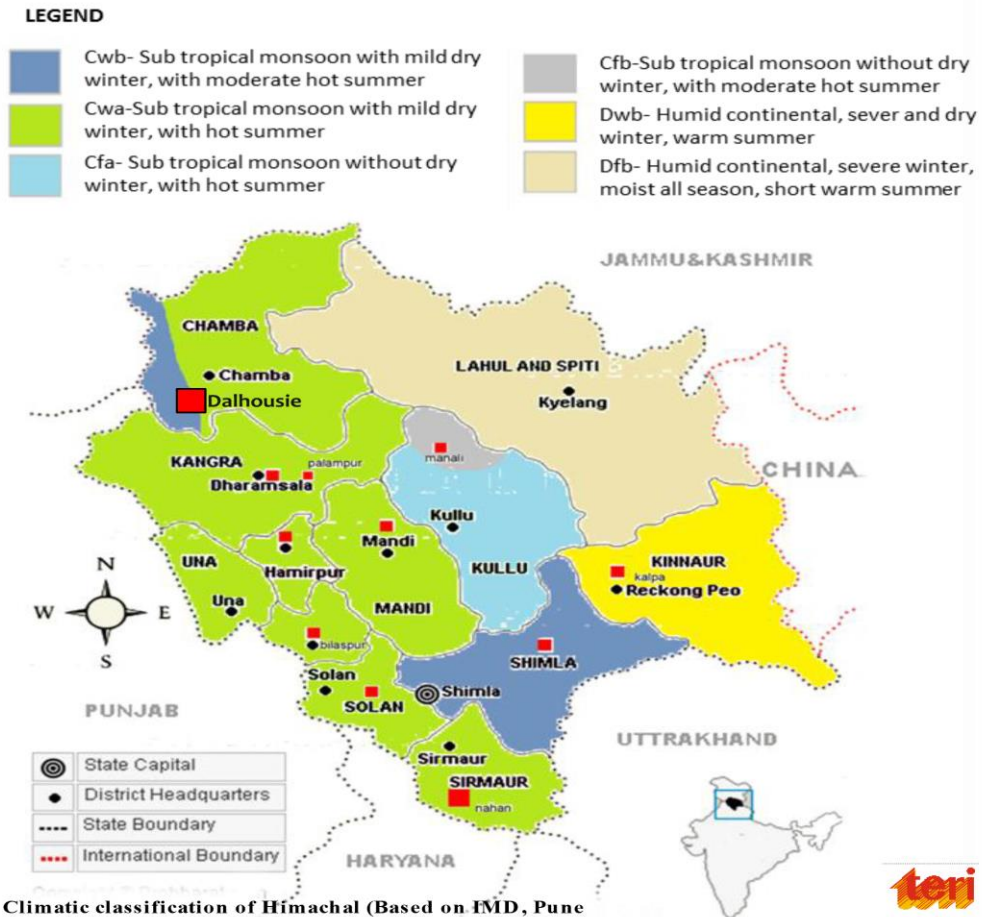 LEGEND
Cwb- Sub tropical monsoon with mild dry
winter, with moderate hot summer
Cwa-Sub tropical monsoon with mild dry
winter, with hot summer
Cfa- Sub tropical monsoon without dry
winter, with hot summer
Cfb-Sub tropical monsoon without dry
winter, with moderate hot summer
Dwb- Humid continental, sever and dry
winter, warm summer
Dfb- Humid continental, severe winter,
moist all season, short warm summer
JAMMU&KASHMIR
CHAMBA
Chamba
Dalhousie
LAHUL AND SPITI
Kyelang
KANGRA
palampur
Dharamsala
manali
CHINA
Kullu
KULLU
Mandi
MANDI
UNA
Una
Hamirpur
KINNAUR
kalpa
Reckong Peo
N
W
E
S
bilaspur
SHIMLA
Shimla
Solan
SOLAN
PUNJAB
Sirmaur
SIRMAUR
nahan
UTTRAKHAND
HARYANA
State Capital
District Headquarters
State Boundary
International Boundary
teri
Climatic classification of Himachal (Based on IMD, Pune